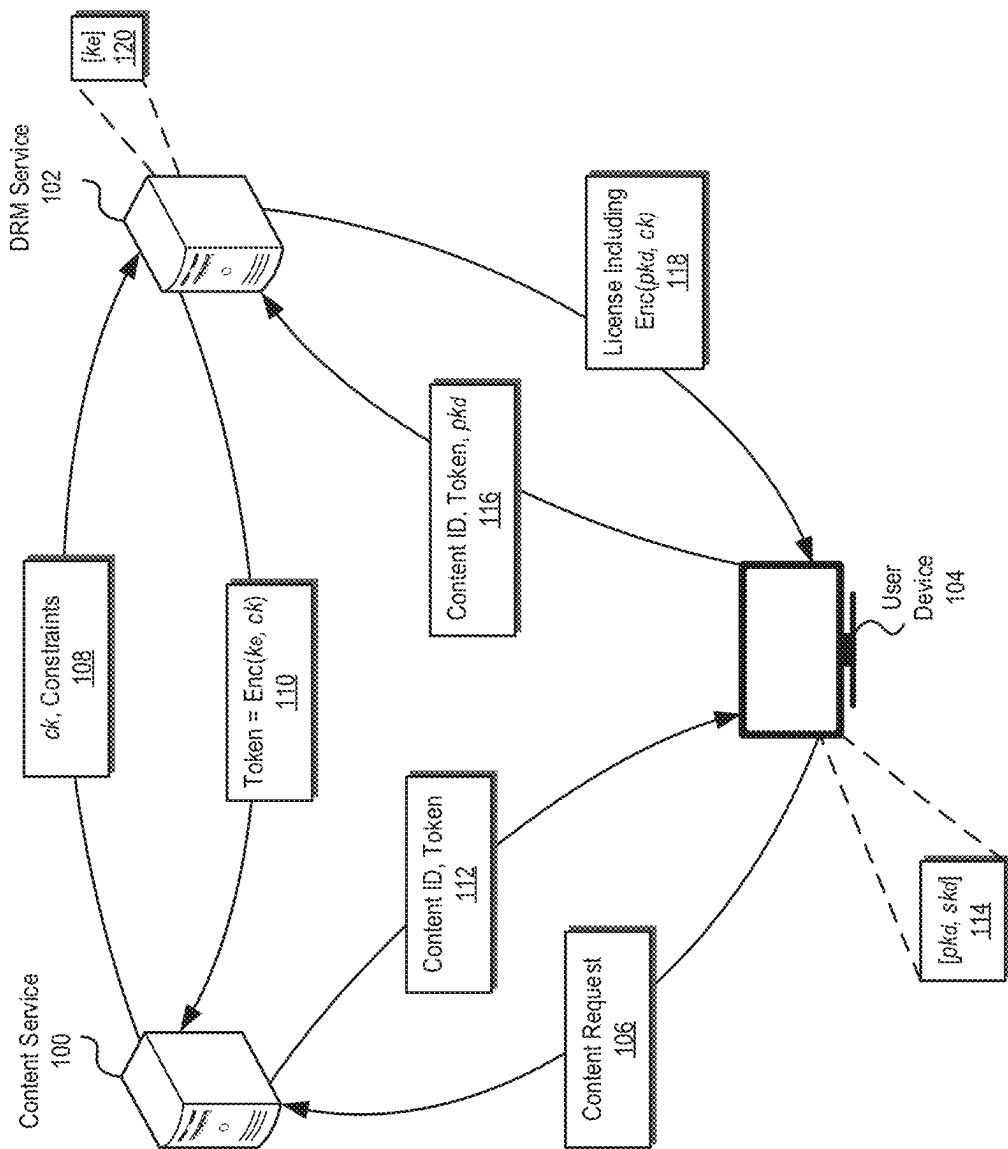 Content Service
100
DRM Service
102
[ke]
120
ck, Constraints
108
Token = Enc(ke, ck)
110
Content ID, Token
112
Content ID, Token, pkd
116
License Including
Enc(pkd, ck)
118
Content Request
106
[pkd, skd]
114
User
Device
104